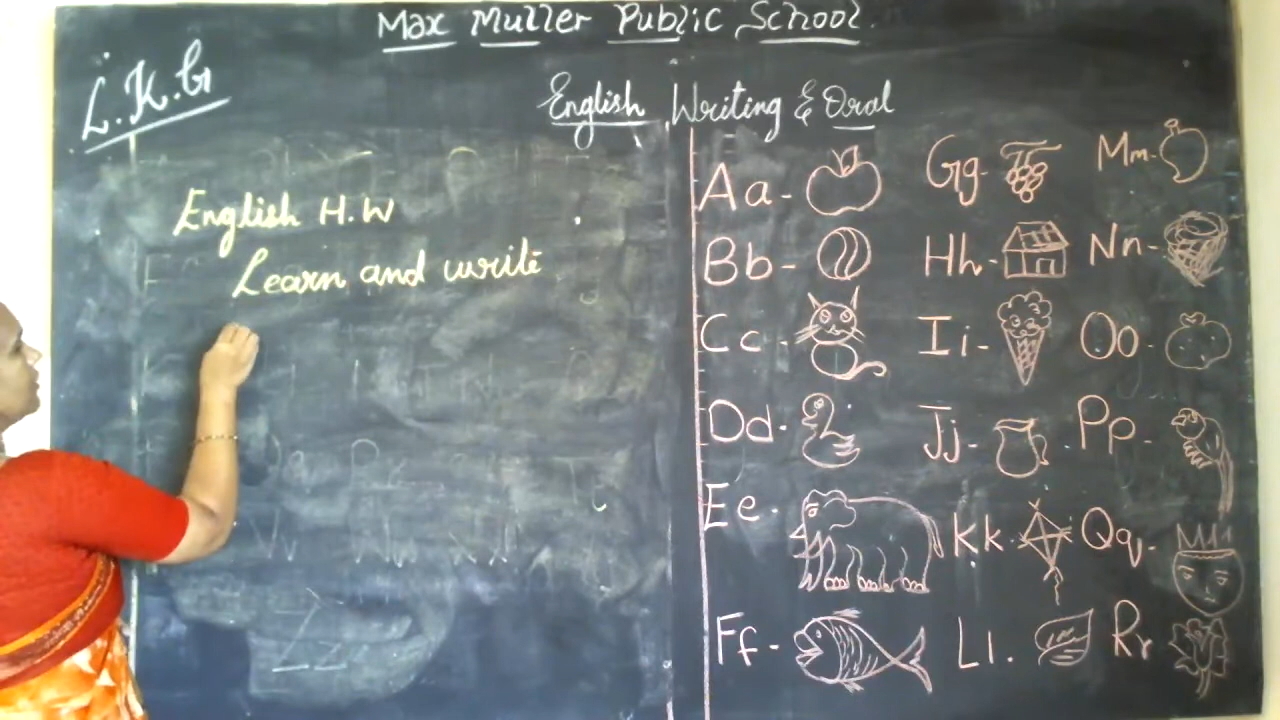 Max Muller Public School.
L.K.G
English Writing & Oral
English H.W
Learn and write
Aa-
Bb-
Cc-
Dd-
Ee-
Ff-
Gg-
Hh-
Ii-
Jj-
Kk-
Ll.
Mm-
Nn-
Oo-
Pp-
Qq-
Rr
Zz